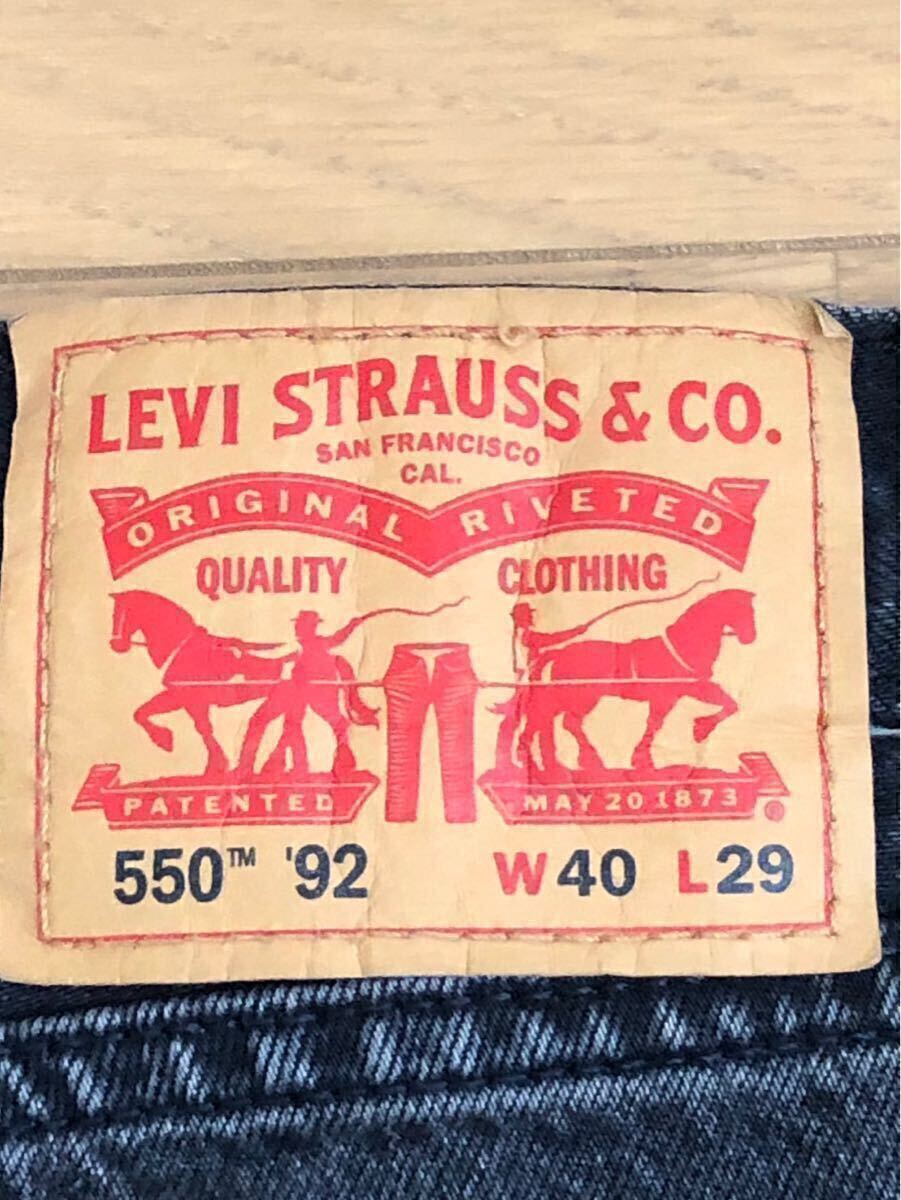 LEVI STRAUSS & CO.
SAN FRANCISCO
CAL.
ORIGINAL RIVETED
QUALITY CLOTHING
PATENTED MAY 20 1873 ®
550™ '92 W40 L29